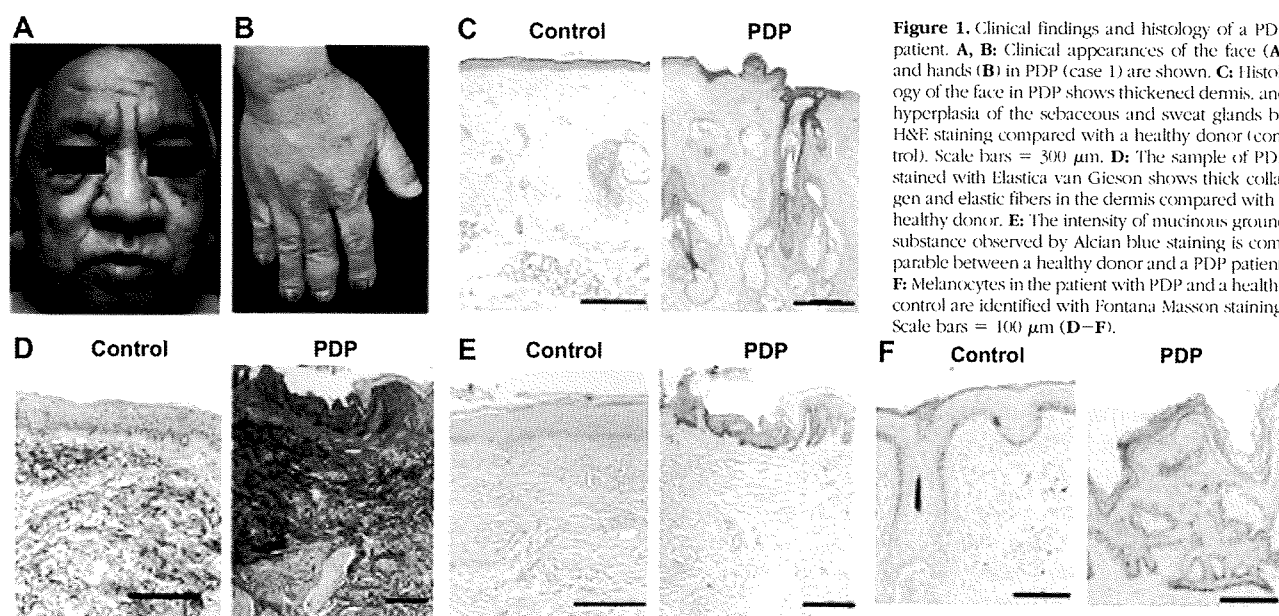 A
B
C Control PDP
Figure 1. Clinical findings and histology of a PD
patient. A, B: Clinical appearances of the face (A
and hands (B) in PDP (case 1) are shown. C: Histo
ogy of the face in PDP shows thickened dermis, an
hyperplasia of the sebaceous and sweat glands b
H&E staining compared with a healthy donor (con
trol). Scale bars = 300 μm. D: The sample of PD
stained with Elastica van Gieson shows thick colla
gen and elastic fibers in the dermis compared with
healthy donor. E: The intensity of mucinous groun
substance observed by Alcian blue staining is com
parable between a healthy donor and a PDP patien
F: Melanocytes in the patient with PDP and a health
control are identified with Fontana Masson staining
Scale bars = 100 μm (D–F).
D Control PDP
E Control PDP
F Control PDP